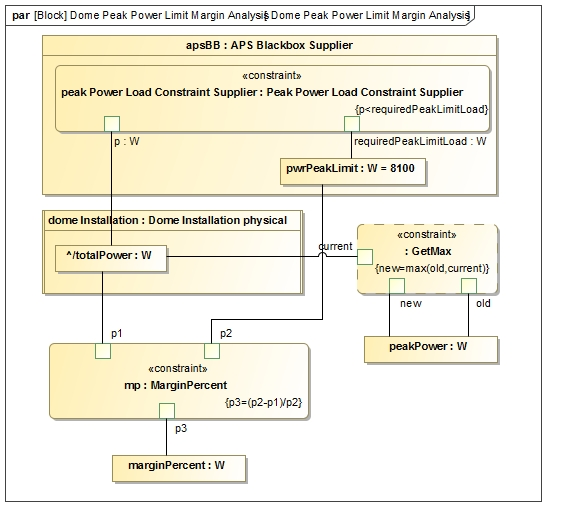 par [Block] Dome Peak Power Limit Margin Analysis[ Dome Peak Power Limit Margin Analysis]
apsBB : APS Blackbox Supplier
«constraint»
peak Power Load Constraint Supplier : Peak Power Load Constraint Supplier
{p<requiredPeakLimitLoad}
p : W
requiredPeakLimitLoad : W
pwrPeakLimit : W = 8100
dome Installation : Dome Installation physical
^/totalPower : W
current
«constraint»
: GetMax
{new=max(old,current)}
new
old
peakPower : W
p1
p2
«constraint»
mp : MarginPercent
{p3=(p2-p1)/p2}
p3
marginPercent : W